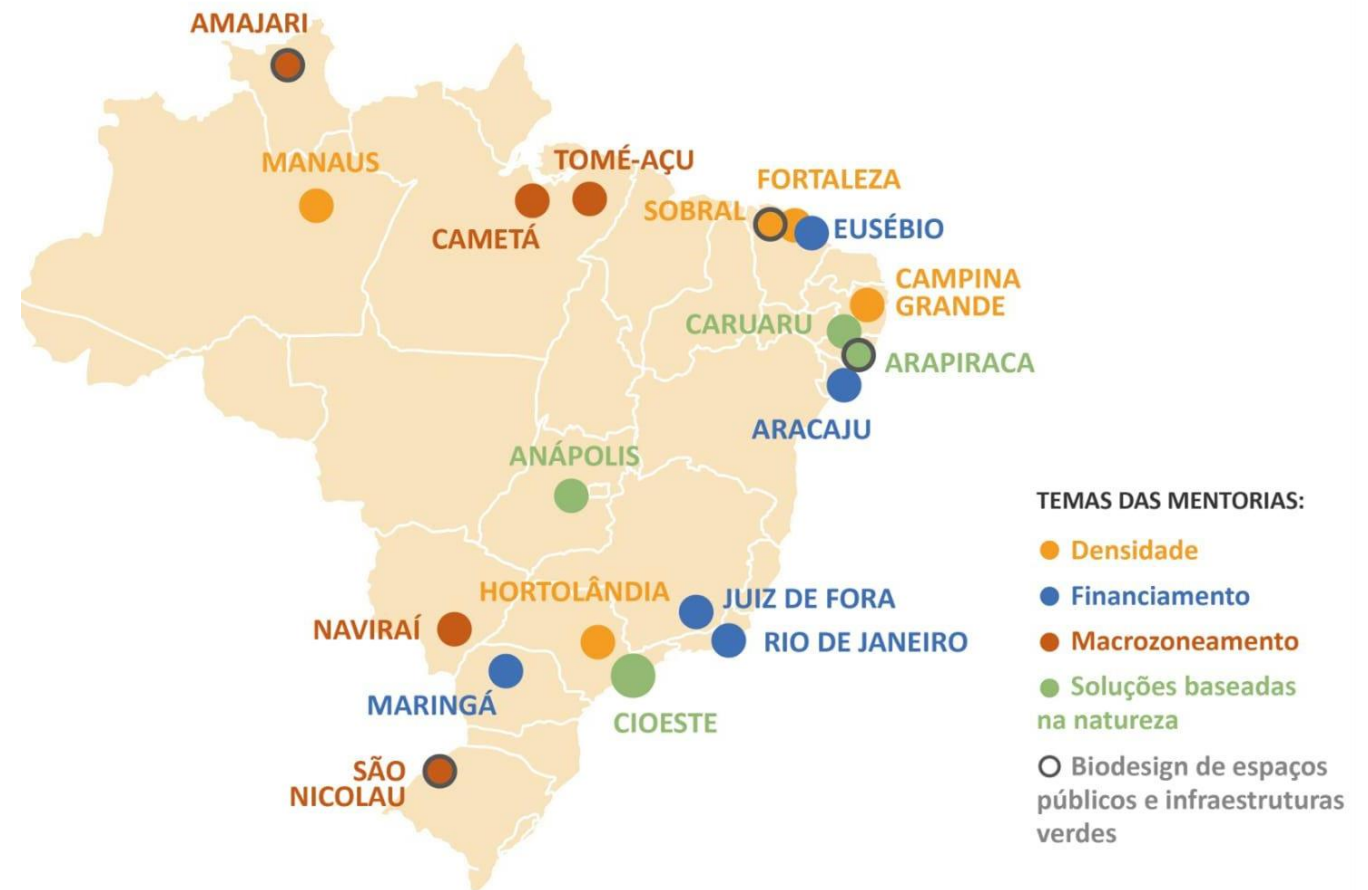 AMAJARI
MANAUS
TOMÉ-AÇU
CAMETÁ
FORTALEZA
SOBRAL
EUSÉBIO
CAMPINA
GRANDE
CARUARU
ARAPIRACA
ARACAJU
ANÁPOLIS
HORTOLÂNDIA
JUIZ DE FORA
NAVIRAÍ
RIO DE JANEIRO
MARINGÁ
CIOESTE
SÃO
NICOLAU
TEMAS DAS MENTORIAS:
Densidade
Financiamento
Macrozoneamento
Soluções baseadas
na natureza
Biodesign de espaços
públicos e infraestruturas
verdes